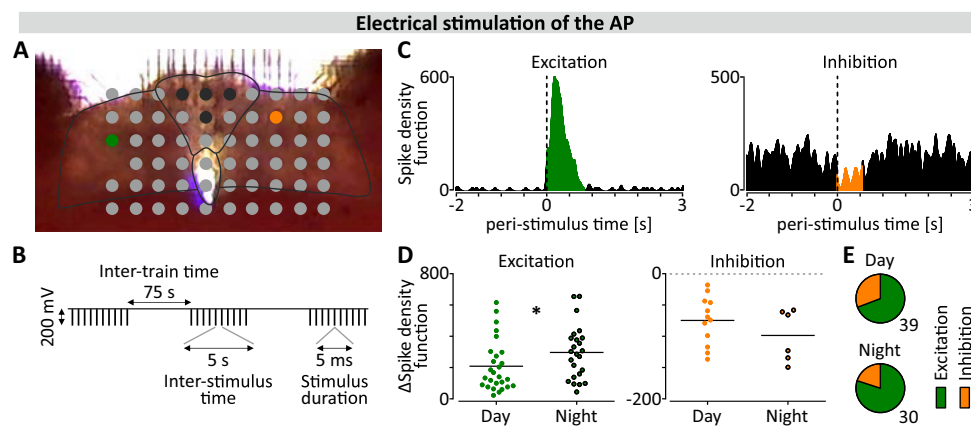 Electrical stimulation of the AP
A
B
Inter-train time
75 s
200 mV
5 s
Inter-stimulus
time
5 ms
Stimulus
duration
C
Excitation
Spike density
function
600
0
-2
0
3
peri-stimulus time [s]
Inhibition
500
0
-2
0
3
peri-stimulus time [s]
D
Excitation
ΔSpike density
function
800
0
*
Day
Night
Inhibition
0
-200
Day
Night
E
Day
39
Night
30
Excitation
Inhibition